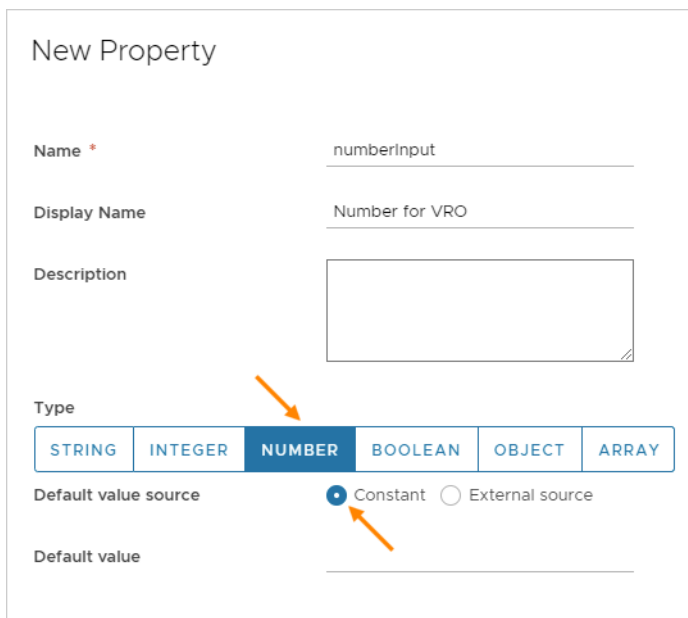 New Property
Name * numberInput
Display Name Number for VRO
Description
Type
STRING INTEGER NUMBER BOOLEAN OBJECT ARRAY
Default value source Constant External source
Default value